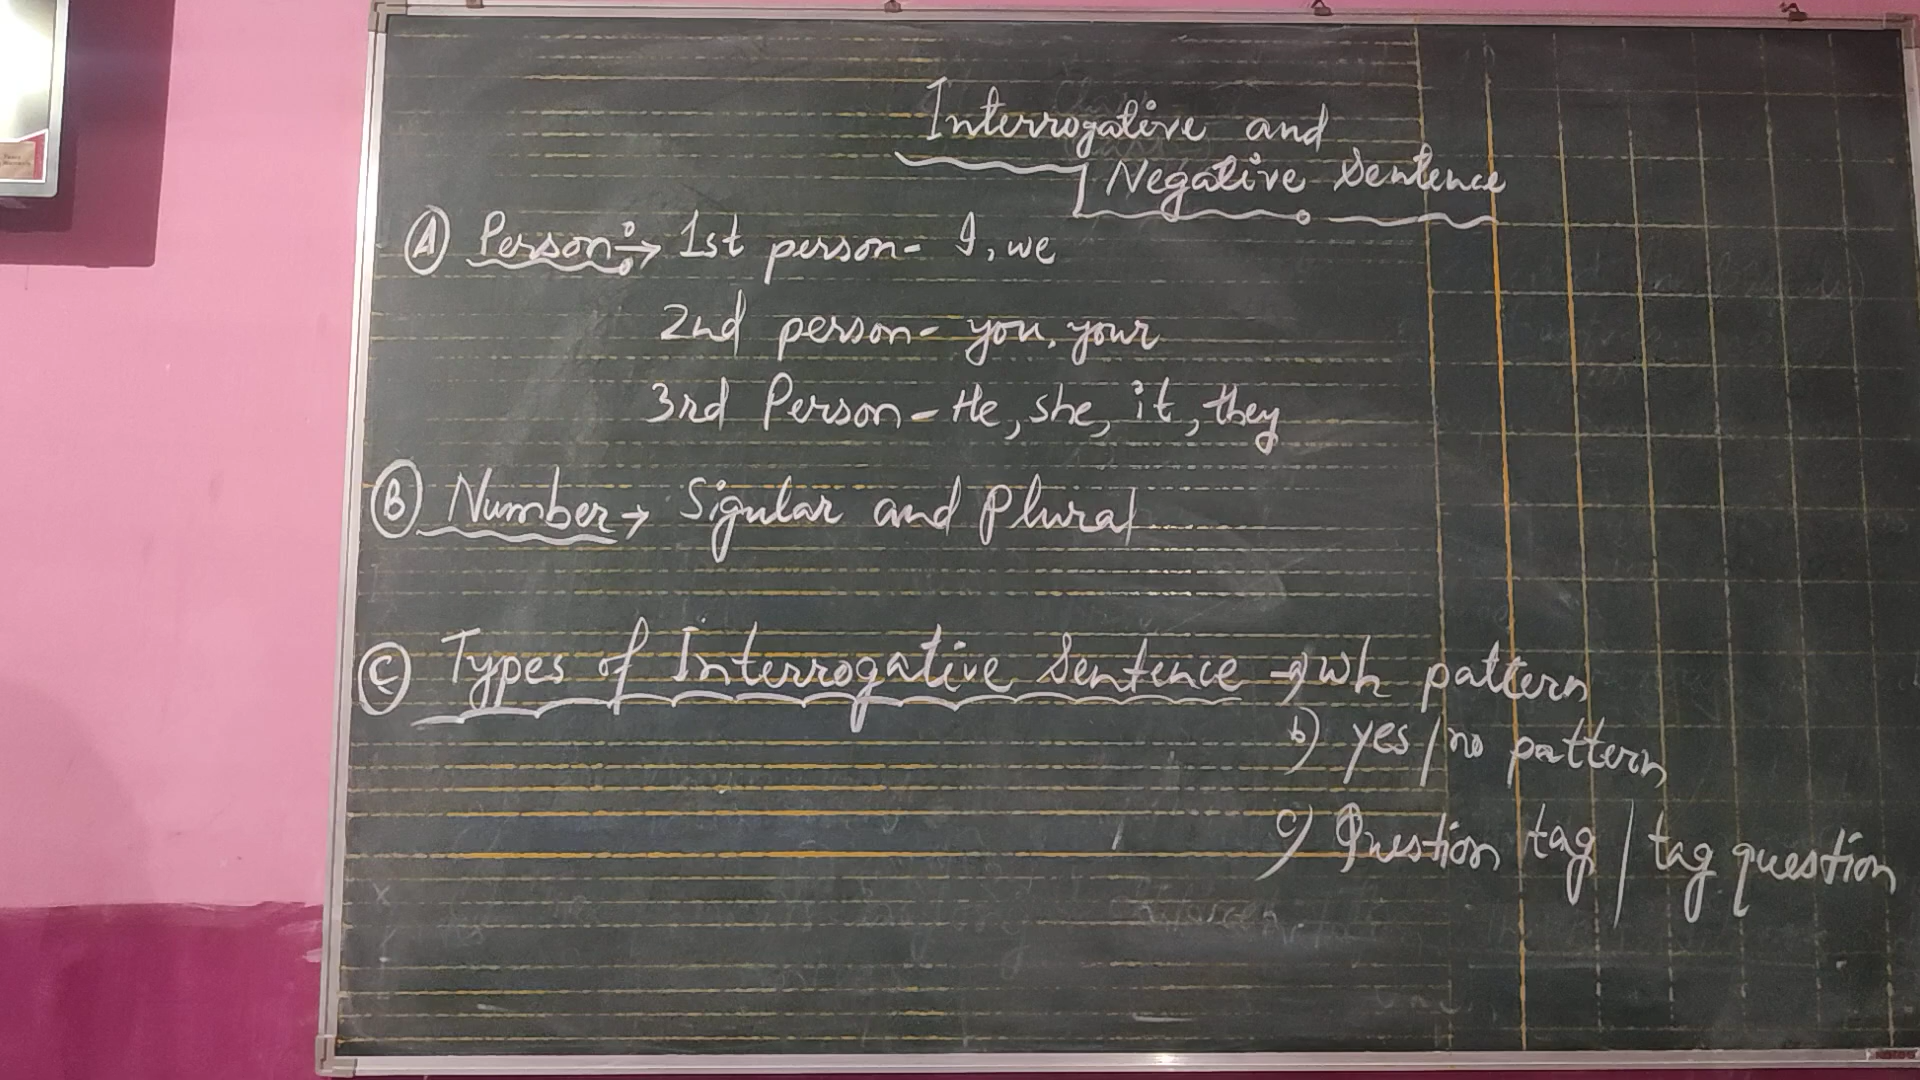 Interrogative and
Negative Sentence
Ⓐ Person :→ 1st person - I, we
2nd person - you, your
3rd Person - He, she, it, they
Ⓑ Number → Sigular and Plural
Ⓒ Types of Interrogative Sentence → a) wh pattern
b) yes / no pattern
c) Question tag / tag question